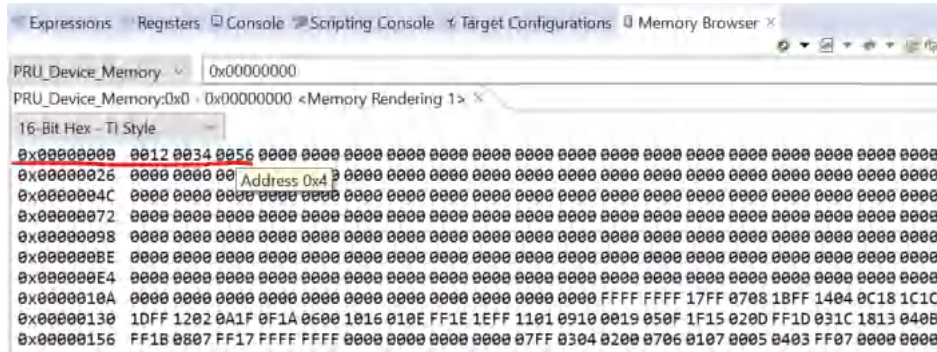 Expressions Registers Console Scripting Console Target Configurations Memory Browser
PRU_Device_Memory 0x00000000
PRU_Device_Memory:0x0 - 0x00000000 <Memory Rendering 1>
16-Bit Hex - TI Style
0x00000000 0012 0034 0056 0000 0000 0000 0000 0000 0000 0000 0000 0000 0000 0000 0000 0000 0000 0000 0000
0x00000026 0000 0000 00 0 0000 0000 0000 0000 0000 0000 0000 0000 0000 0000 0000 0000 0000 0000
Address 0x4
0x0000004C 0000 0000 0000 0000 0000 0000 0000 0000 0000 0000 0000 0000 0000 0000 0000 0000 0000 0000 0000
0x00000072 0000 0000 0000 0000 0000 0000 0000 0000 0000 0000 0000 0000 0000 0000 0000 0000 0000 0000 0000
0x00000098 0000 0000 0000 0000 0000 0000 0000 0000 0000 0000 0000 0000 0000 0000 0000 0000 0000 0000 0000
0x000000BE 0000 0000 0000 0000 0000 0000 0000 0000 0000 0000 0000 0000 0000 0000 0000 0000 0000 0000 0000
0x000000E4 0000 0000 0000 0000 0000 0000 0000 0000 0000 0000 0000 0000 0000 0000 0000 0000 0000 0000 0000
0x0000010A 0000 0000 0000 0000 0000 0000 0000 0000 0000 0000 0000 FFFF FFFF 17FF 0708 1BFF 1404 0C18 1C1C
0x00000130 1DFF 1202 0A1F 0F1A 0600 1016 010E FF1E 1EFF 1101 0910 0019 050F 1F15 020D FF1D 031C 1813 040B
0x00000156 FF1B 0807 FF17 FFFF FFFF 0000 0000 0000 0000 07FF 0304 0200 0706 0107 0005 0403 FF07 0000 0000